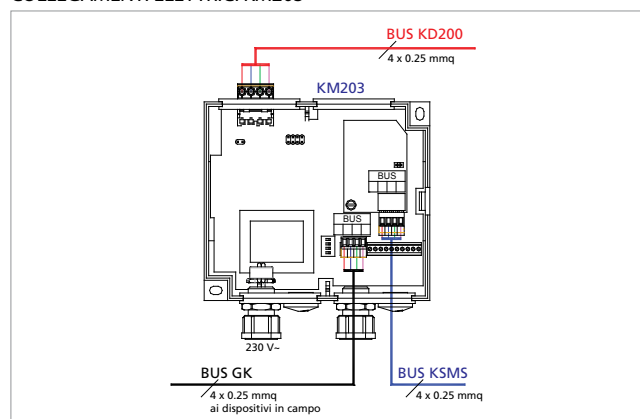 BUS KD200
4 x 0.25 mmq
KM203
BUS
BUS
230 V~
BUS GK
4 x 0.25 mmq
ai dispositivi in campo
BUS KSMS
4 x 0.25 mmq